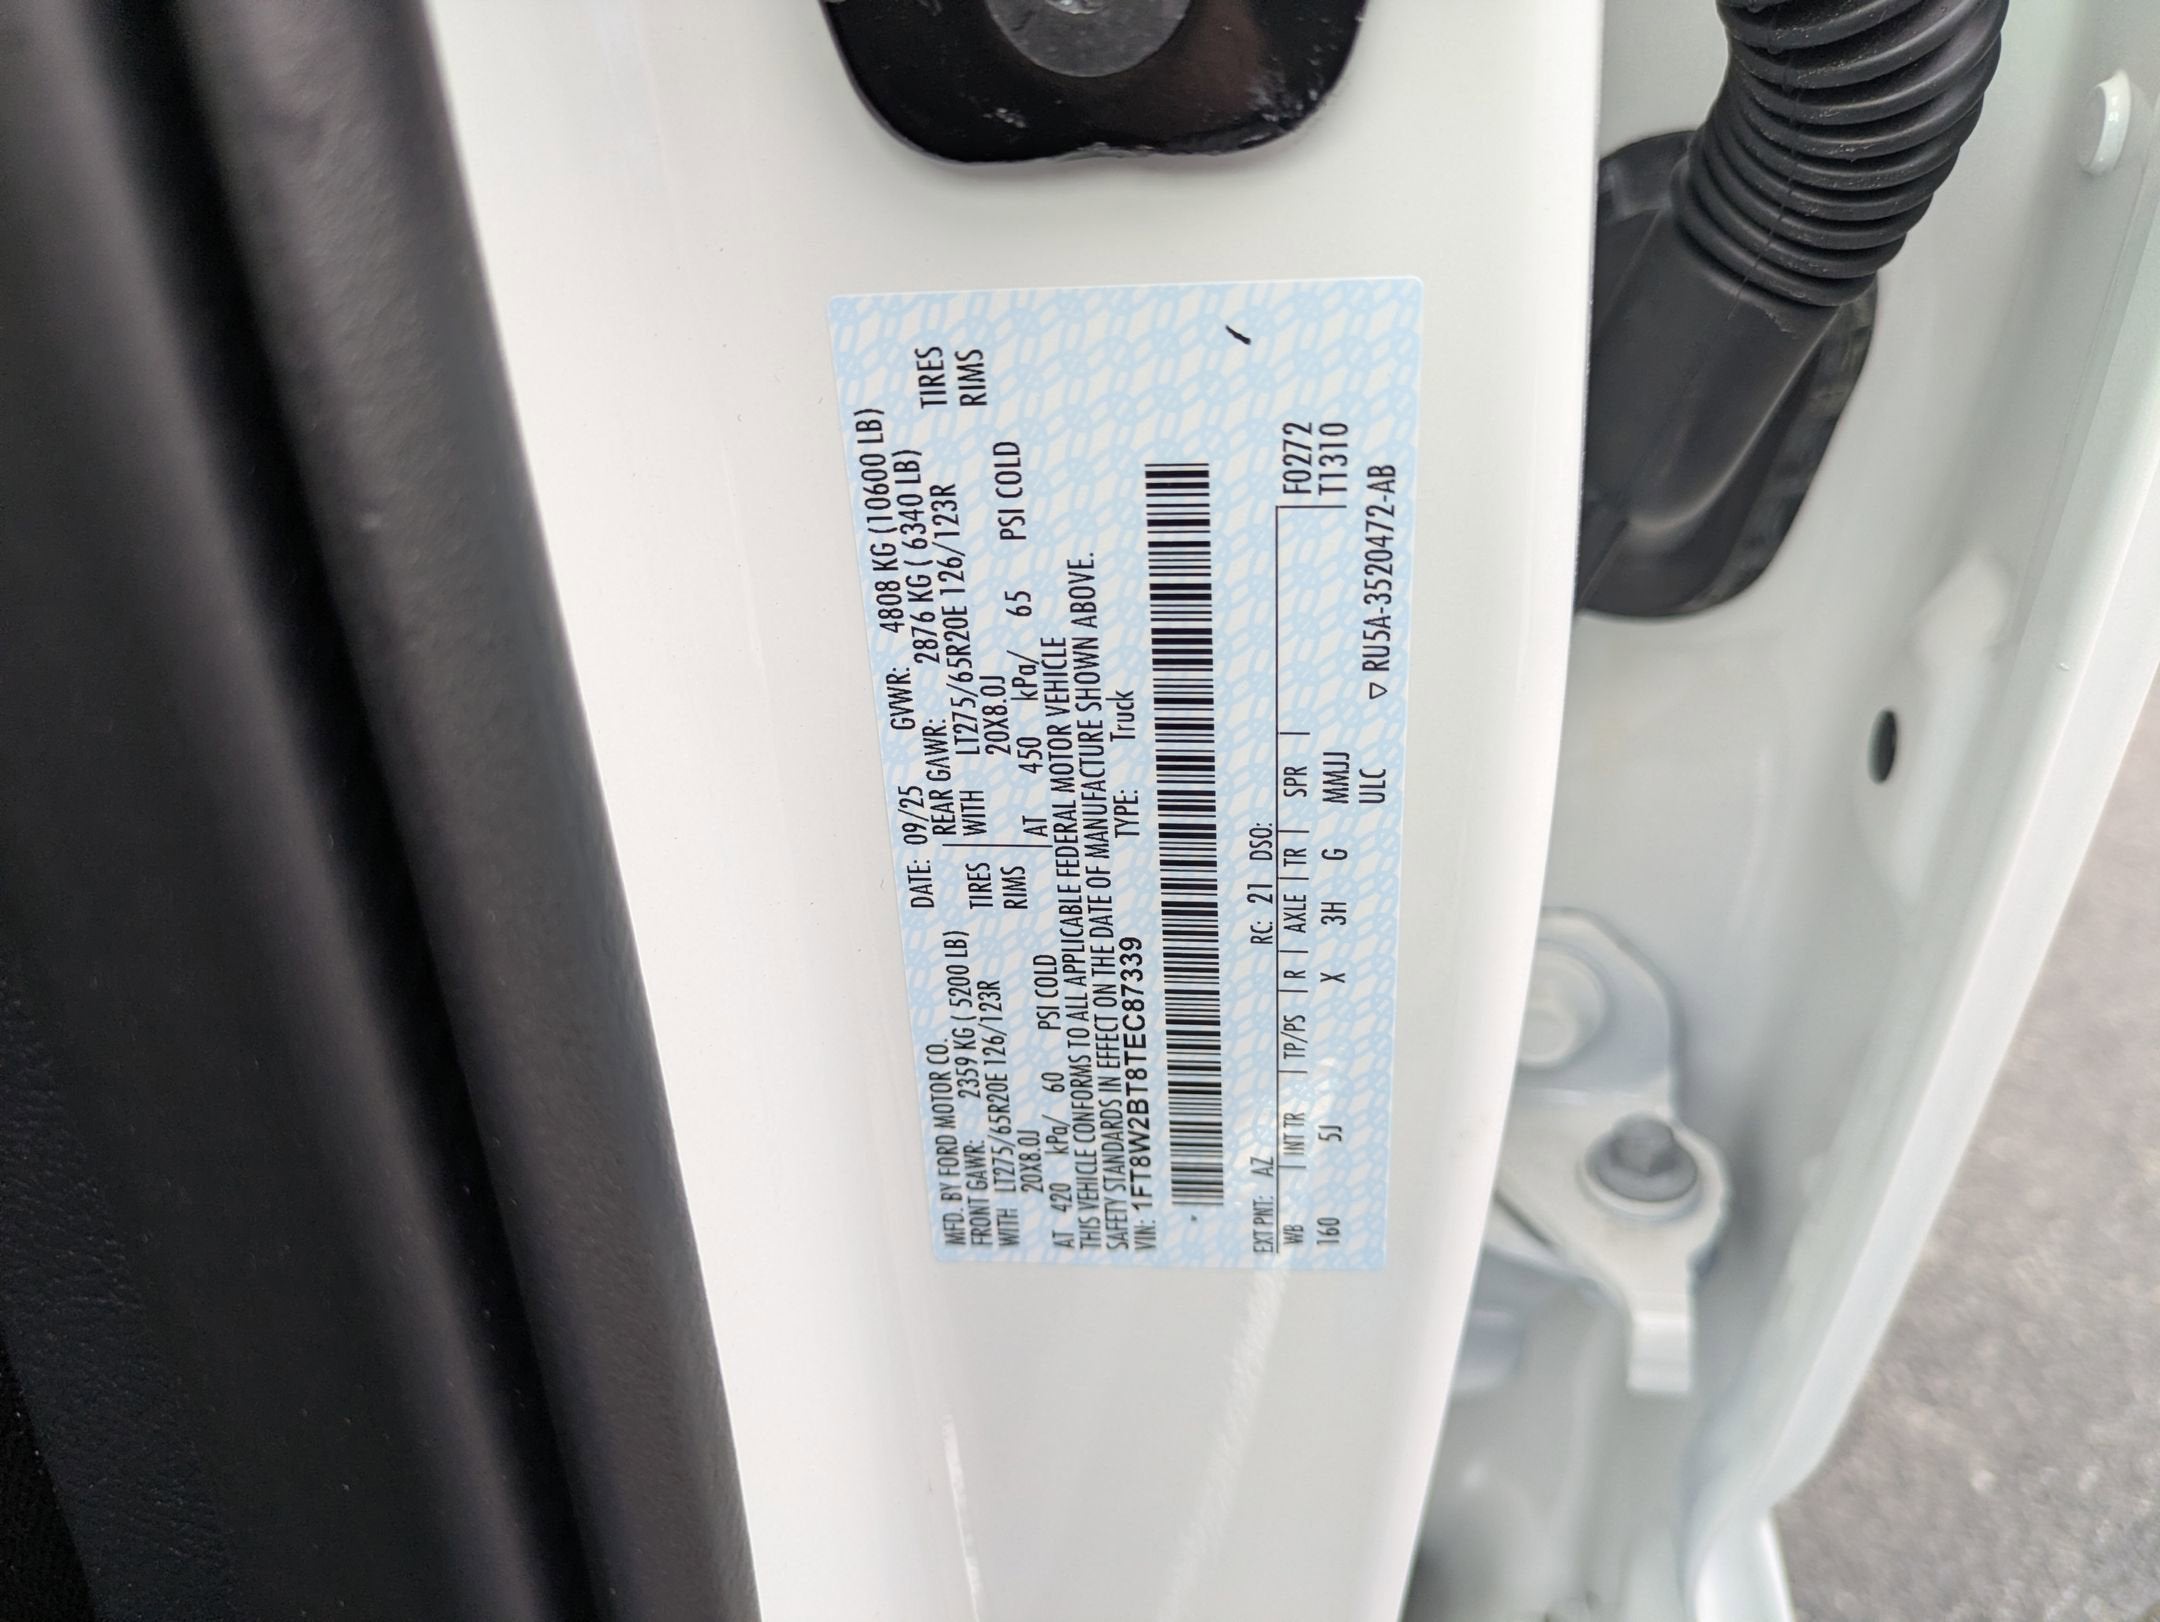 MFD. BY FORD MOTOR CO.
DATE: 09/25 GVWR: 4808 KG (10600 LB)
FRONT GAWR: 2359 KG ( 5200 LB)
REAR GAWR: 2876 KG ( 6340 LB)
WITH LT275/65R20E 126/123R TIRES
WITH LT275/65R20E 126/123R TIRES
20X8.0J RIMS
20X8.0J RIMS
AT 420 kPa/ 60 PSI COLD
AT 450 kPa/ 65 PSI COLD
THIS VEHICLE CONFORMS TO ALL APPLICABLE FEDERAL MOTOR VEHICLE
SAFETY STANDARDS IN EFFECT ON THE DATE OF MANUFACTURE SHOWN ABOVE.
VIN: 1FT8W2BT8TEC87339 TYPE: Truck
EXT PNT: AZ RC: 21 DSO:
WB | INT TR | TP/PS | R | AXLE | TR | SPR | F0272
160 5J X 3H G MMJJ T1310
ULC ▽ RU5A-3520472-AB